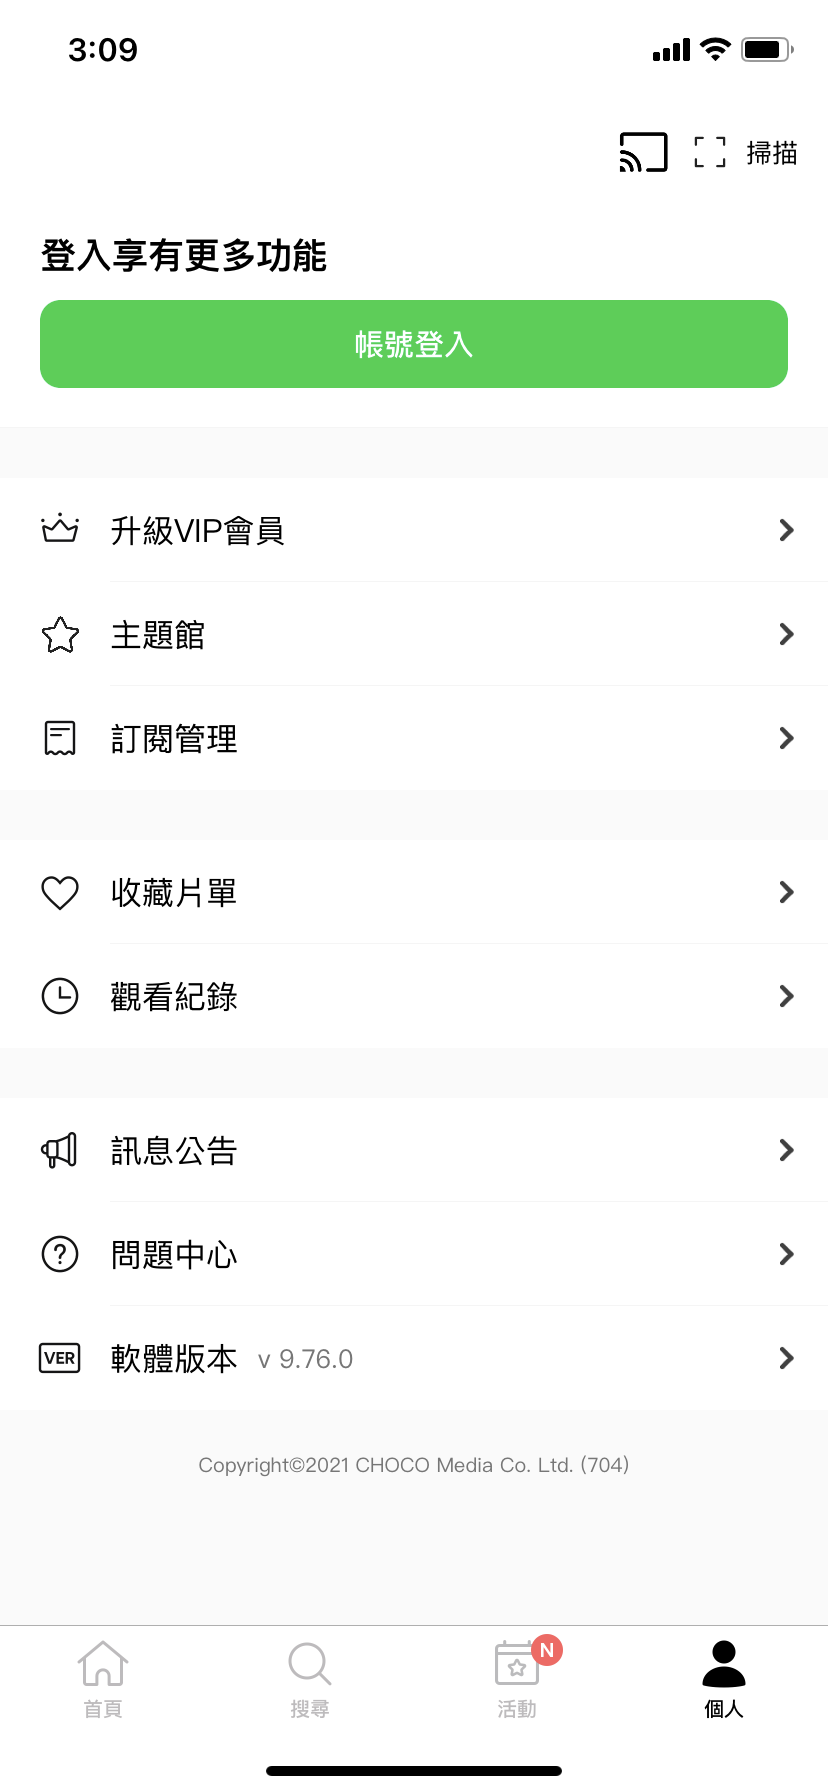 3:09
掃描
登入享有更多功能
帳號登入
升級VIP會員
主題館
訂閱管理
收藏片單
觀看紀錄
訊息公告
問題中心
VER 軟體版本 v 9.76.0
Copyright©2021 CHOCO Media Co. Ltd. (704)
N
首頁 搜尋 活動 個人